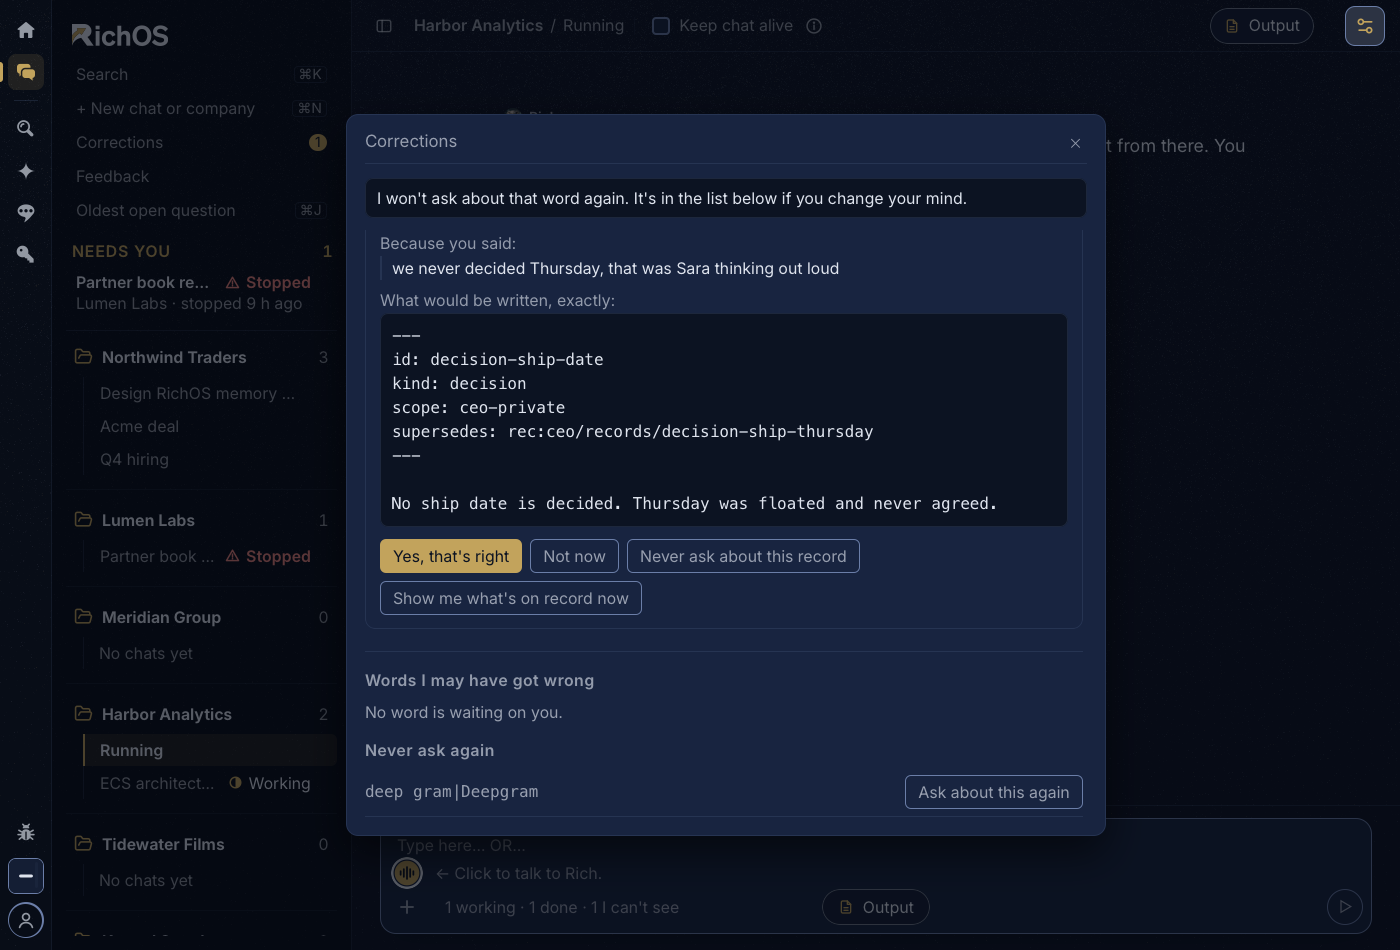 RichOS
Search ⌘K
+ New chat or company ⌘N
Corrections 1
Feedback
Oldest open question ⌘J
NEEDS YOU 1
Partner book re... Stopped
Lumen Labs · stopped 9 h ago
Northwind Traders 3
Design RichOS memory ...
Acme deal
Q4 hiring
Lumen Labs 1
Partner book ... Stopped
Meridian Group 0
No chats yet
Harbor Analytics 2
Running
ECS architect... Working
Tidewater Films 0
No chats yet
Harbor Analytics / Running
Keep chat alive
Output
t from there. You
Corrections
I won't ask about that word again. It's in the list below if you change your mind.
Because you said:
we never decided Thursday, that was Sara thinking out loud
What would be written, exactly:
---
id: decision-ship-date
kind: decision
scope: ceo-private
supersedes: rec:ceo/records/decision-ship-thursday
---
No ship date is decided. Thursday was floated and never agreed.
Yes, that's right
Not now
Never ask about this record
Show me what's on record now
Words I may have got wrong
No word is waiting on you.
Never ask again
deep gram|Deepgram
Ask about this again
Type here... OR...
← Click to talk to Rich.
1 working · 1 done · 1 I can't see
Output